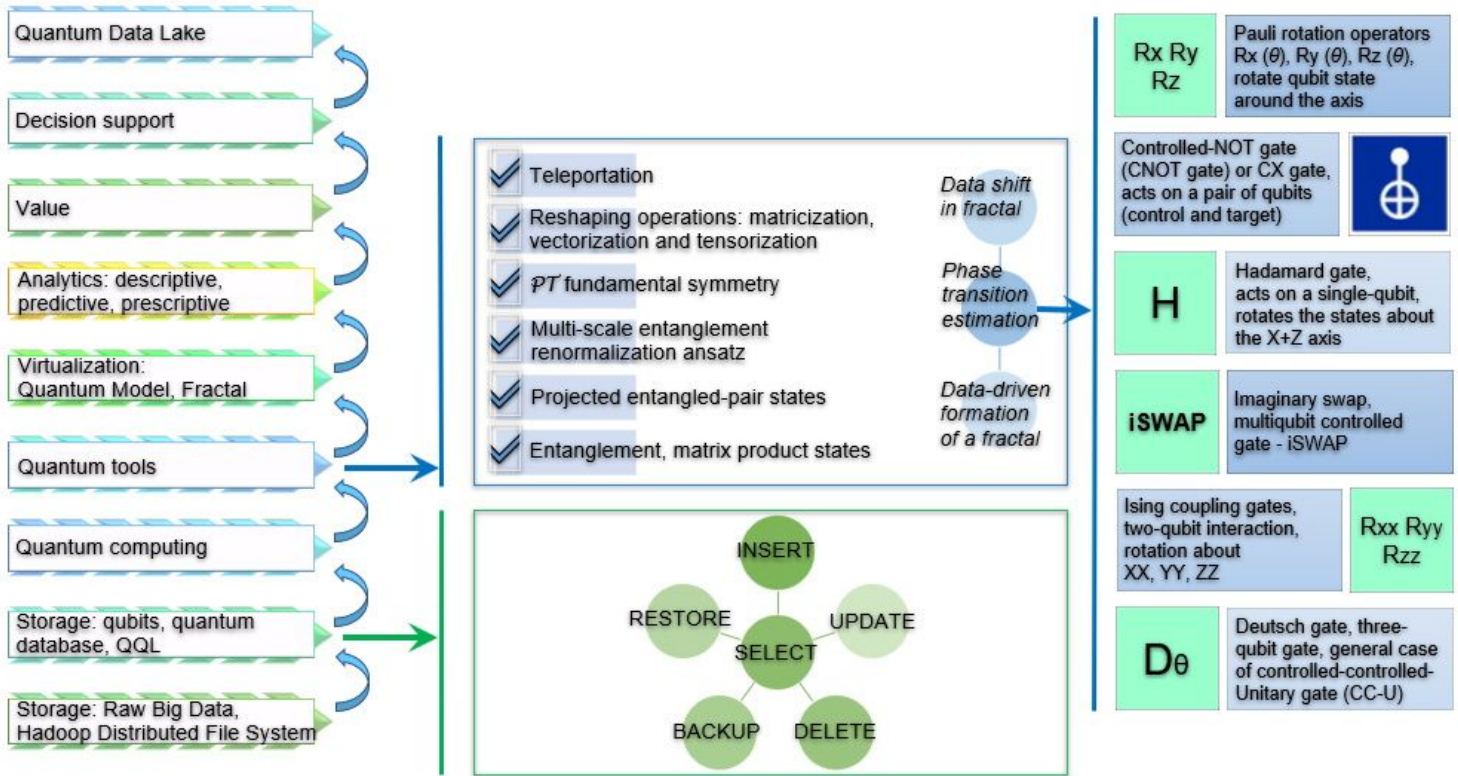 Quantum Data Lake
Decision support
Value
Analytics: descriptive,
predictive, prescriptive
Virtualization:
Quantum Model, Fractal
Quantum tools
Quantum computing
Storage: qubits, quantum
database, QQL
Storage: Raw Big Data,
Hadoop Distributed File System
Teleportation
Reshaping operations: matricization,
vectorization and tensorization
𝒫𝒯 fundamental symmetry
Multi-scale entanglement
renormalization ansatz
Projected entangled-pair states
Entanglement, matrix product states
Data shift
in fractal
Phase
transition
estimation
Data-driven
formation
of a fractal
INSERT
RESTORE
UPDATE
SELECT
BACKUP
DELETE
Rx Ry
Rz
Pauli rotation operators
Rx (θ), Ry (θ), Rz (θ),
rotate qubit state
around the axis
Controlled-NOT gate
(CNOT gate) or CX gate,
acts on a pair of qubits
(control and target)
H
Hadamard gate,
acts on a single-qubit,
rotates the states about
the X+Z axis
iSWAP
Imaginary swap,
multiqubit controlled
gate - iSWAP
Ising coupling gates,
two-qubit interaction,
rotation about
XX, YY, ZZ
Rxx Ryy
Rzz
Dθ
Deutsch gate, three-
qubit gate, general case
of controlled-controlled-
Unitary gate (CC-U)